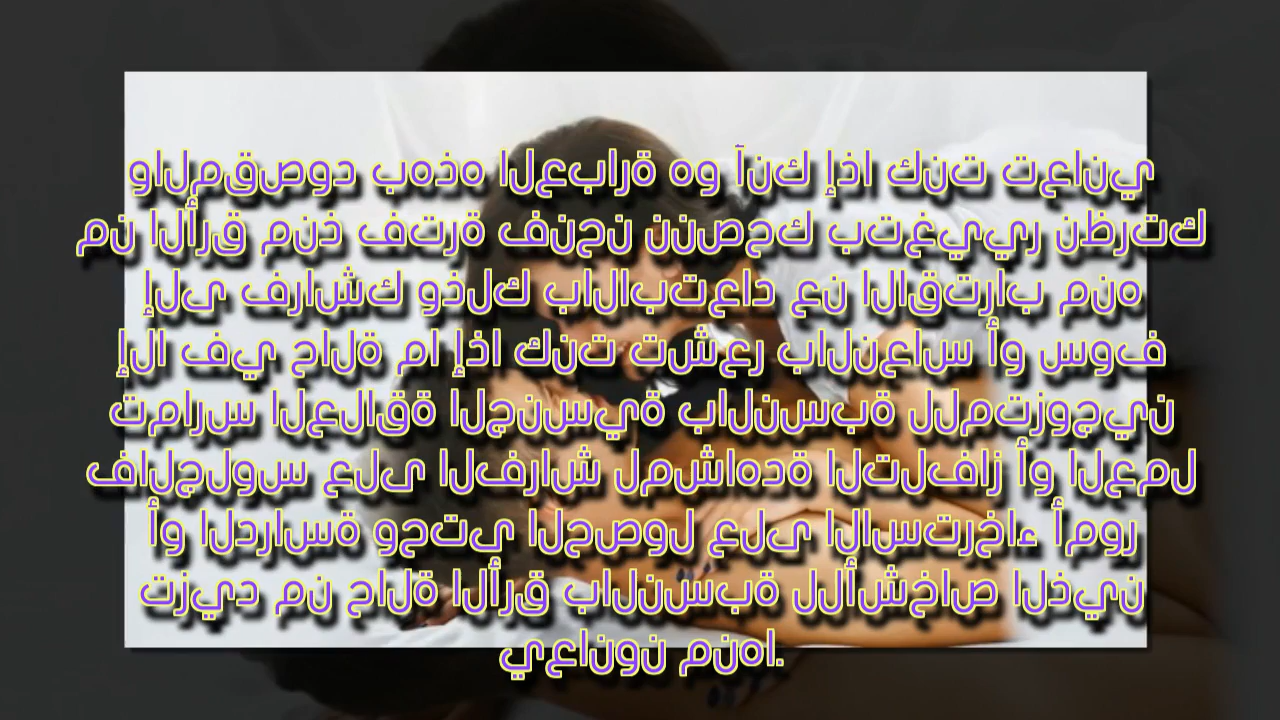 والمقصود بهذه العبارة هو آنك إذا كنت تعاني
من الأرق منذ فترة فنحن ننصحك بتغيير نظرتك
إلى فراشك وذلك بالابتعاد عن الاقتراب منه
إلا في حالة ما إذا كنت تشعر بالنعاس أو سوف
تمارس العلاقة الجنسية بالنسبة للمتزوجين
فالجلوس على الفراش لمشاهدة التلفاز أو العمل
أو الدراسة وحتي الحصول على الاسترخاء أمور
تزيد من حالة الأرق بالنسبة للأشخاص الذين
يعانون منها.